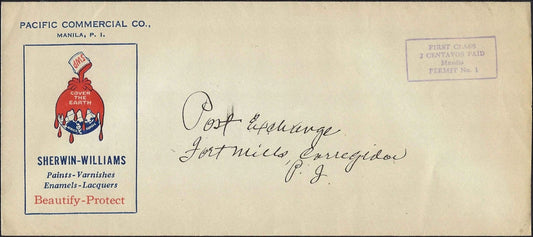 PACIFIC COMMERCIAL CO.,
MANILA, P. I.
SWP
COVER
THE
EARTH
SHERWIN-WILLIAMS
Paints-Varnishes
Enamels-Lacquers
Beautify-Protect
FIRST CLASS
2 CENTAVOS PAID
Manila
PERMIT No. 1
Post Exchange
Fort Mills, Corregidor
P. I.